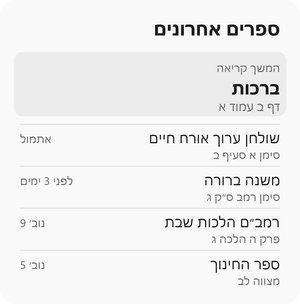 ספרים אחרונים
המשך קריאה
ברכות
דף ב עמוד א
שולחן ערוך אורח חיים אתמול
סימן א סעיף ב
משנה ברורה לפני 3 ימים
סימן רמב ס״ק ג
רמב״ם הלכות שבת נוב׳ 9
פרק ה הלכה ג
ספר החינוך נוב׳ 5
מצווה לב